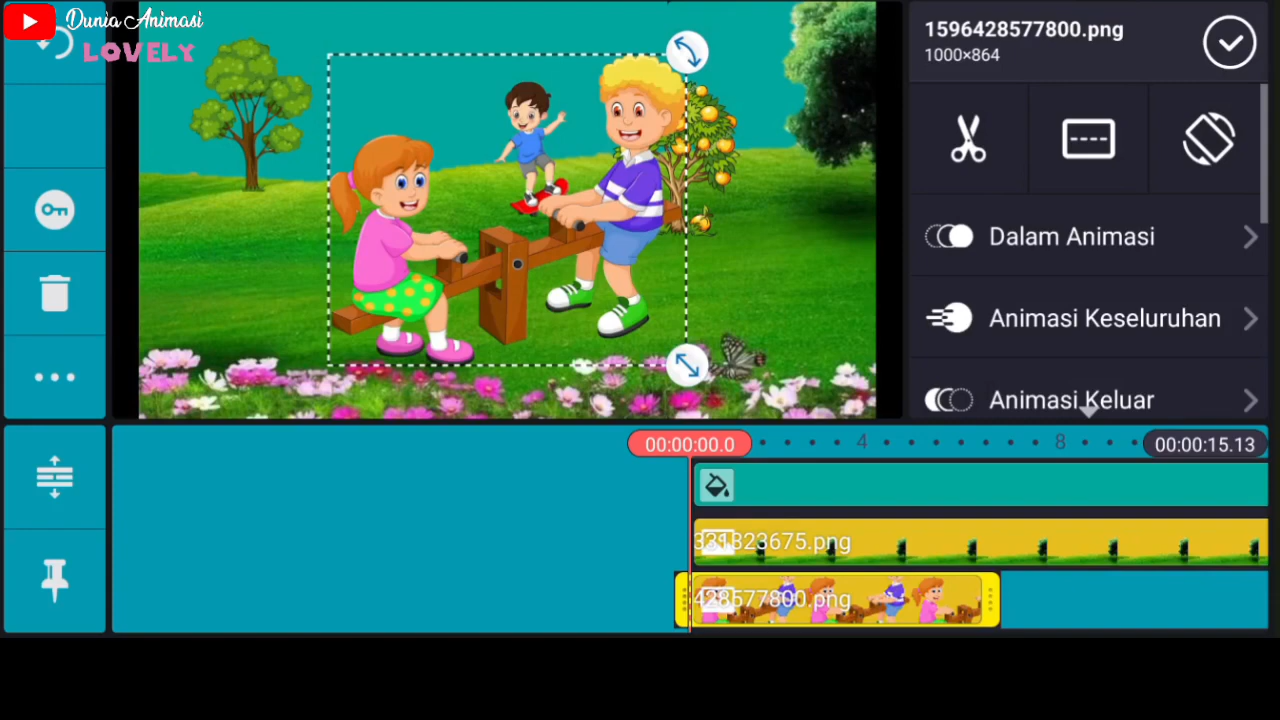 Dunia Animasi
LOVELY
1596428577800.png
1000×864
Dalam Animasi
Animasi Keseluruhan
Animasi Keluar
00:00:00.0
4
8
00:00:15.13
331323675.png
428577800.png